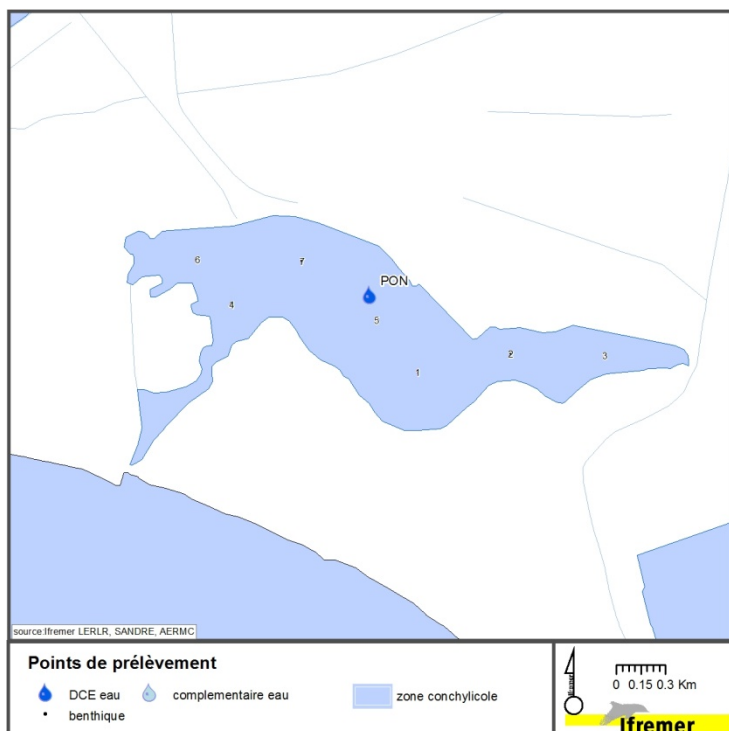 PON
6
7
4
5
1
2
3
source:Ifremer LERLR, SANDRE, AERMC
Points de prélèvement
DCE eau
complementaire eau
zone conchylicole
benthique
0 0.15 0.3 Km
Ifremer